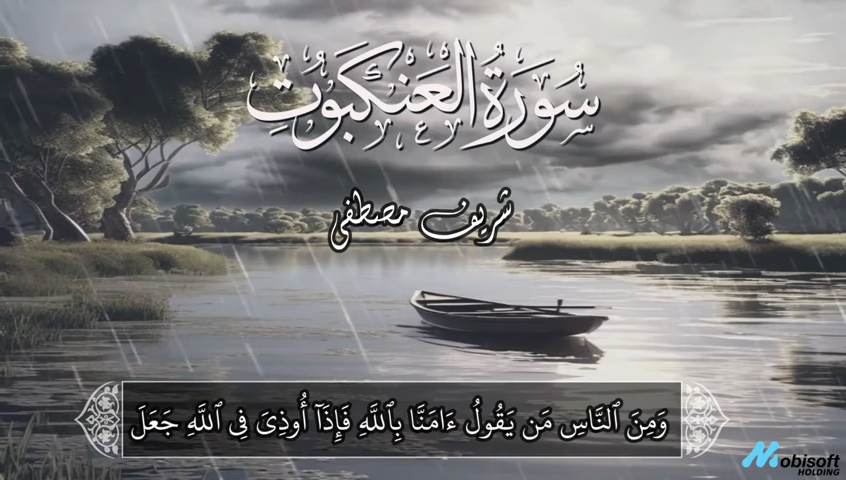 سُورَةُ العَنكَبُوتِ
شريف مصطفى
وَمِنَ ٱلنَّاسِ مَن يَقُولُ ءَامَنَّا بِٱللَّهِ فَإِذَآ أُوذِىَ فِى ٱللَّهِ جَعَلَ
Mobisoft
HOLDING